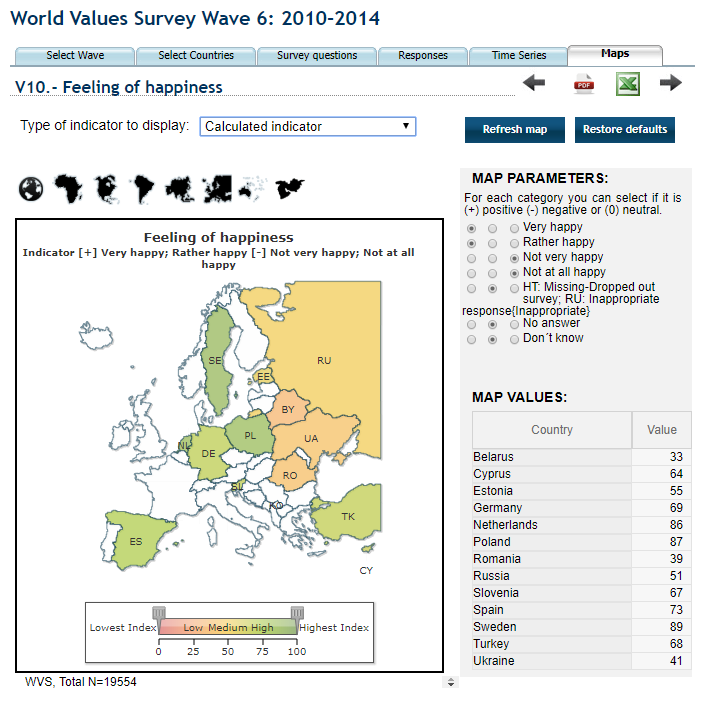 World Values Survey Wave 6: 2010-2014
Select Wave
Select Countries
Survey questions
Responses
Time Series
Maps
V10.- Feeling of happiness
PDF
Type of indicator to display:
Calculated indicator
Refresh map
Restore defaults
Feeling of happiness
Indicator [+] Very happy; Rather happy [-] Not very happy; Not at all
happy
SE
RU
EE
BY
NL
PL
DE
UA
RO
ES
TK
CY
Lowest Index
Low Medium High
Highest Index
0 25 50 75 100
WVS, Total N=19554
MAP PARAMETERS:
For each category you can select if it is
(+) positive (-) negative or (0) neutral.
Very happy
Rather happy
Not very happy
Not at all happy
HT: Missing-Dropped out
survey; RU: Inappropriate
response{Inappropriate}
No answer
Don´t know
MAP VALUES:
Country Value
Belarus 33
Cyprus 64
Estonia 55
Germany 69
Netherlands 86
Poland 87
Romania 39
Russia 51
Slovenia 67
Spain 73
Sweden 89
Turkey 68
Ukraine 41